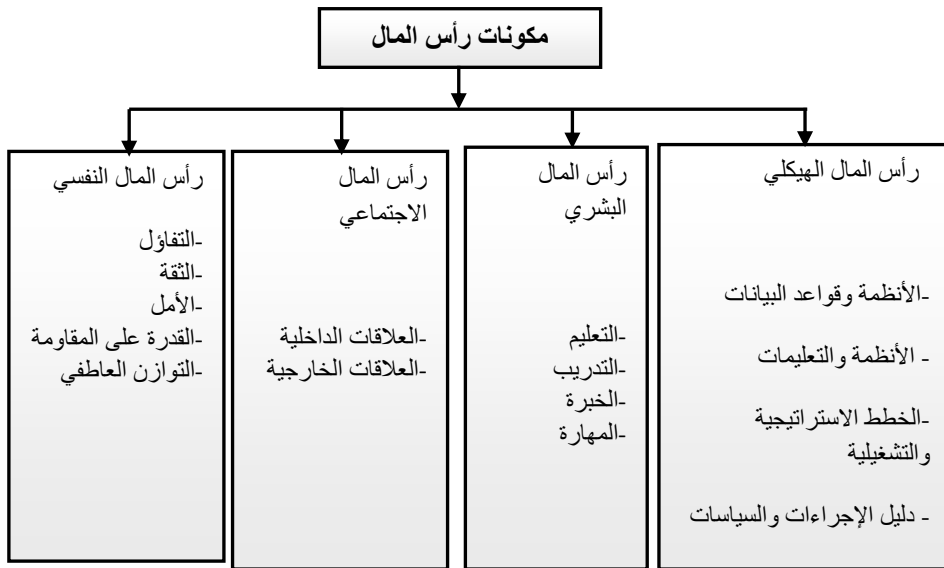 مكونات رأس المال
رأس المال الهيكلي
-الأنظمة وقواعد البيانات
- الأنظمة والتعليمات
-الخطط الاستراتيجية
والتشغيلية
- دليل الإجراءات والسياسات
رأس المال
البشري
-التعليم
-التدريب
-الخبرة
-المهارة
رأس المال
الاجتماعي
-العلاقات الداخلية
-العلاقات الخارجية
رأس المال النفسي
-التفاؤل
-الثقة
-الأمل
-القدرة على المقاومة
-التوازن العاطفي